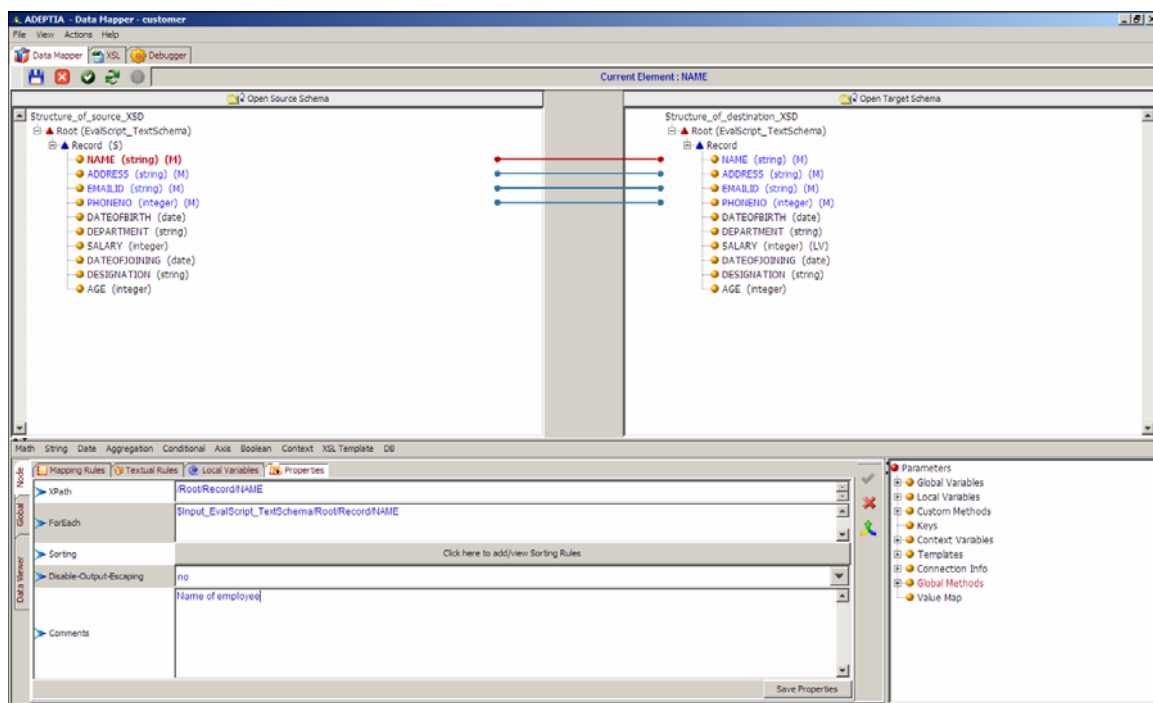 ADEPTIA - Data Mapper - customer
File View Actions Help
Data Mapper XSL Debugger
Current Element : NAME
Open Source Schema
Open Target Schema
Structure_of_source_XSD
Root (EvalScript_TextSchema)
Record (S)
NAME (string) (M)
ADDRESS (string) (M)
EMAILID (string) (M)
PHONENO (integer) (M)
DATEOFBIRTH (date)
DEPARTMENT (string)
SALARY (integer)
DATEOFJOINING (date)
DESIGNATION (string)
AGE (integer)
Structure_of_destination_XSD
Root (EvalScript_TextSchema)
Record
NAME (string) (M)
ADDRESS (string) (M)
EMAILID (string) (M)
PHONENO (integer) (M)
DATEOFBIRTH (date)
DEPARTMENT (string)
SALARY (integer) (LV)
DATEOFJOINING (date)
DESIGNATION (string)
AGE (integer)
Math String Date Aggregation Conditional Axis Boolean Context XSL Template DB
Node
Global
Data Viewer
Mapping Rules Textual Rules Local Variables Properties
XPath /Root/Record/NAME
ForEach $Input_EvalScript_TextSchema/Root/Record/NAME
Sorting Click here to add/view Sorting Rules
Disable-Output-Escaping no
Comments Name of employee
Save Properties
Parameters
Global Variables
Local Variables
Custom Methods
Keys
Context Variables
Templates
Connection Info
Global Methods
Value Map